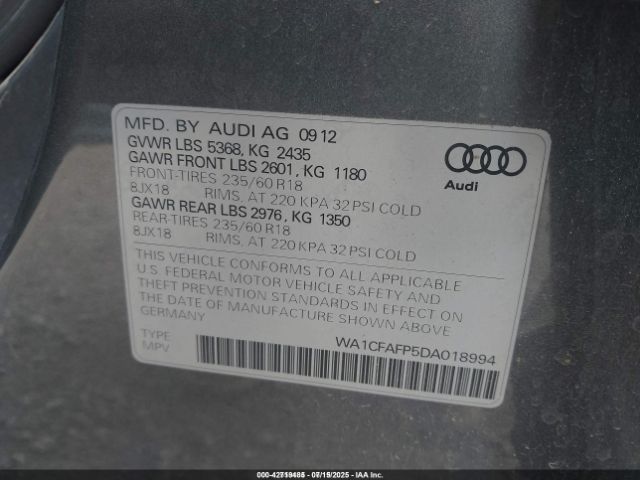 MFD. BY AUDI AG 09 12
GVWR LBS 5368, KG 2435
GAWR FRONT LBS 2601, KG 1180
FRONT-TIRES 235/60 R18
8JX18 RIMS, AT 220 KPA 32 PSI COLD
GAWR REAR LBS 2976, KG 1350
REAR-TIRES 235/60 R18
8JX18 RIMS, AT 220 KPA 32 PSI COLD
Audi
THIS VEHICLE CONFORMS TO ALL APPLICABLE
U.S. FEDERAL MOTOR VEHICLE SAFETY AND
THEFT PREVENTION STANDARDS IN EFFECT ON
THE DATE OF MANUFACTURE SHOWN ABOVE
GERMANY
TYPE WA1CFAFP5DA018994
MPV
000-42719485 - 07/15/2025 - IAA Inc.